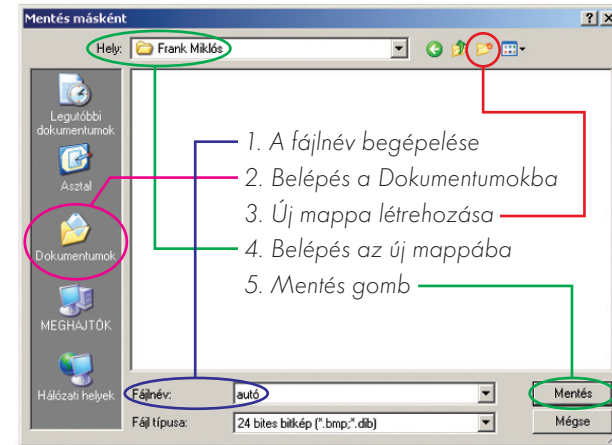 Mentés másként
Hely: Frank Miklós
Legutóbbi
dokumentumok
Asztal
Dokumentumok
MEGHAJTÓK
Hálózati helyek
1. A fájlnév begépelése
2. Belépés a Dokumentumokba
3. Új mappa létrehozása
4. Belépés az új mappába
5. Mentés gomb
Fájlnév: autó Mentés
Fájl típusa: 24 bites bitkép (*.bmp;*.dib) Mégse